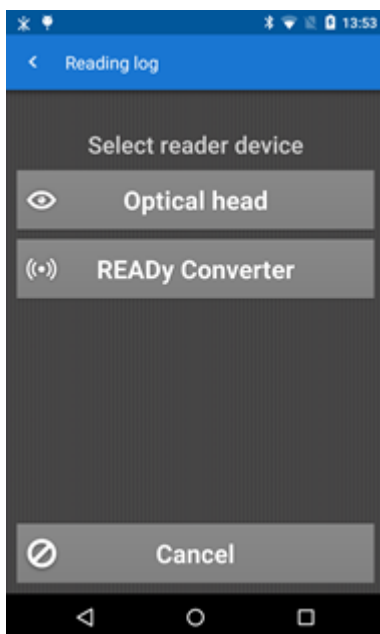 13:53
Reading log
Select reader device
Optical head
READy Converter
Cancel